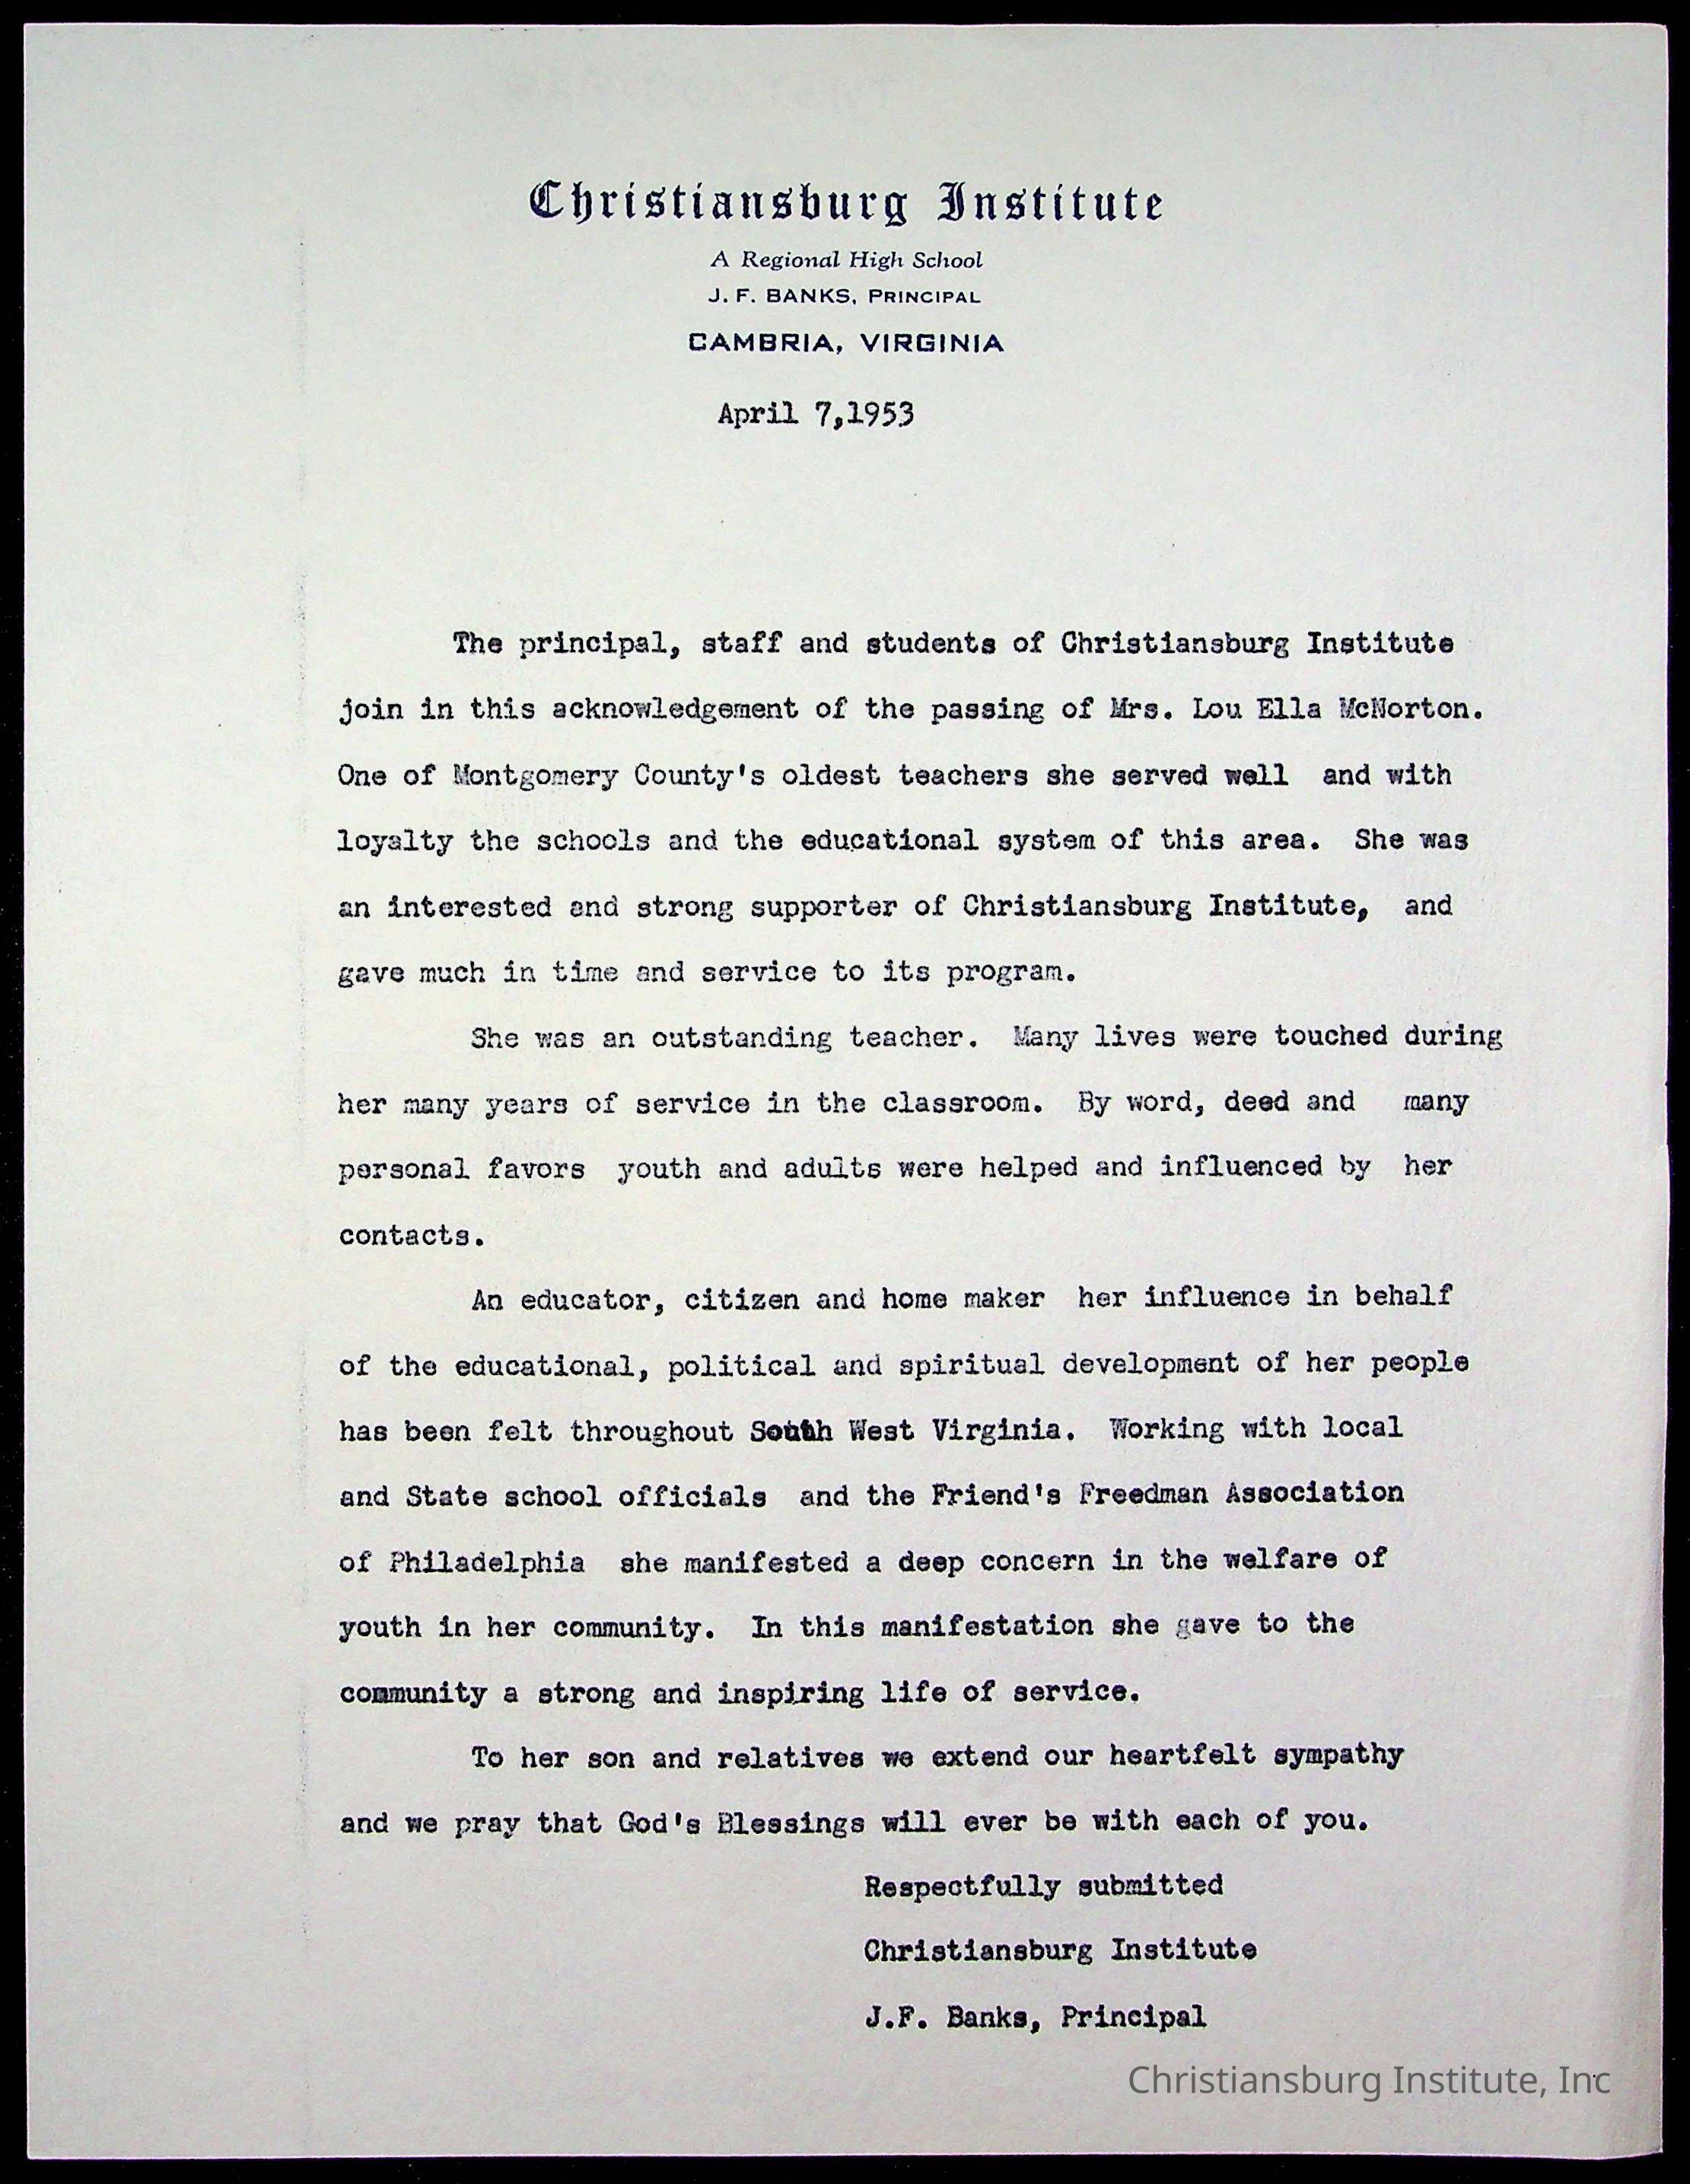 Christiansburg Institute
A Regional High School
J. F. BANKS, PRINCIPAL
CAMBRIA, VIRGINIA
April 7,1953
The principal, staff and students of Christiansburg Institute
join in this acknowledgement of the passing of Mrs. Lou Ella McNorton.
One of Montgomery County's oldest teachers she served well  and with
loyalty the schools and the educational system of this area.  She was
an interested and strong supporter of Christiansburg Institute,  and
gave much in time and service to its program.
She was an outstanding teacher.  Many lives were touched during
her many years of service in the classroom.  By word, deed and   many
personal favors  youth and adults were helped and influenced by  her
contacts.
An educator, citizen and home maker  her influence in behalf
of the educational, political and spiritual development of her people
has been felt throughout South West Virginia.  Working with local
and State school officials  and the Friend's Freedman Association
of Philadelphia  she manifested a deep concern in the welfare of
youth in her community.  In this manifestation she gave to the
community a strong and inspiring life of service.
To her son and relatives we extend our heartfelt sympathy
and we pray that God's Blessings will ever be with each of you.
Respectfully submitted
Christiansburg Institute
J.F. Banks, Principal
Christiansburg Institute, Inc